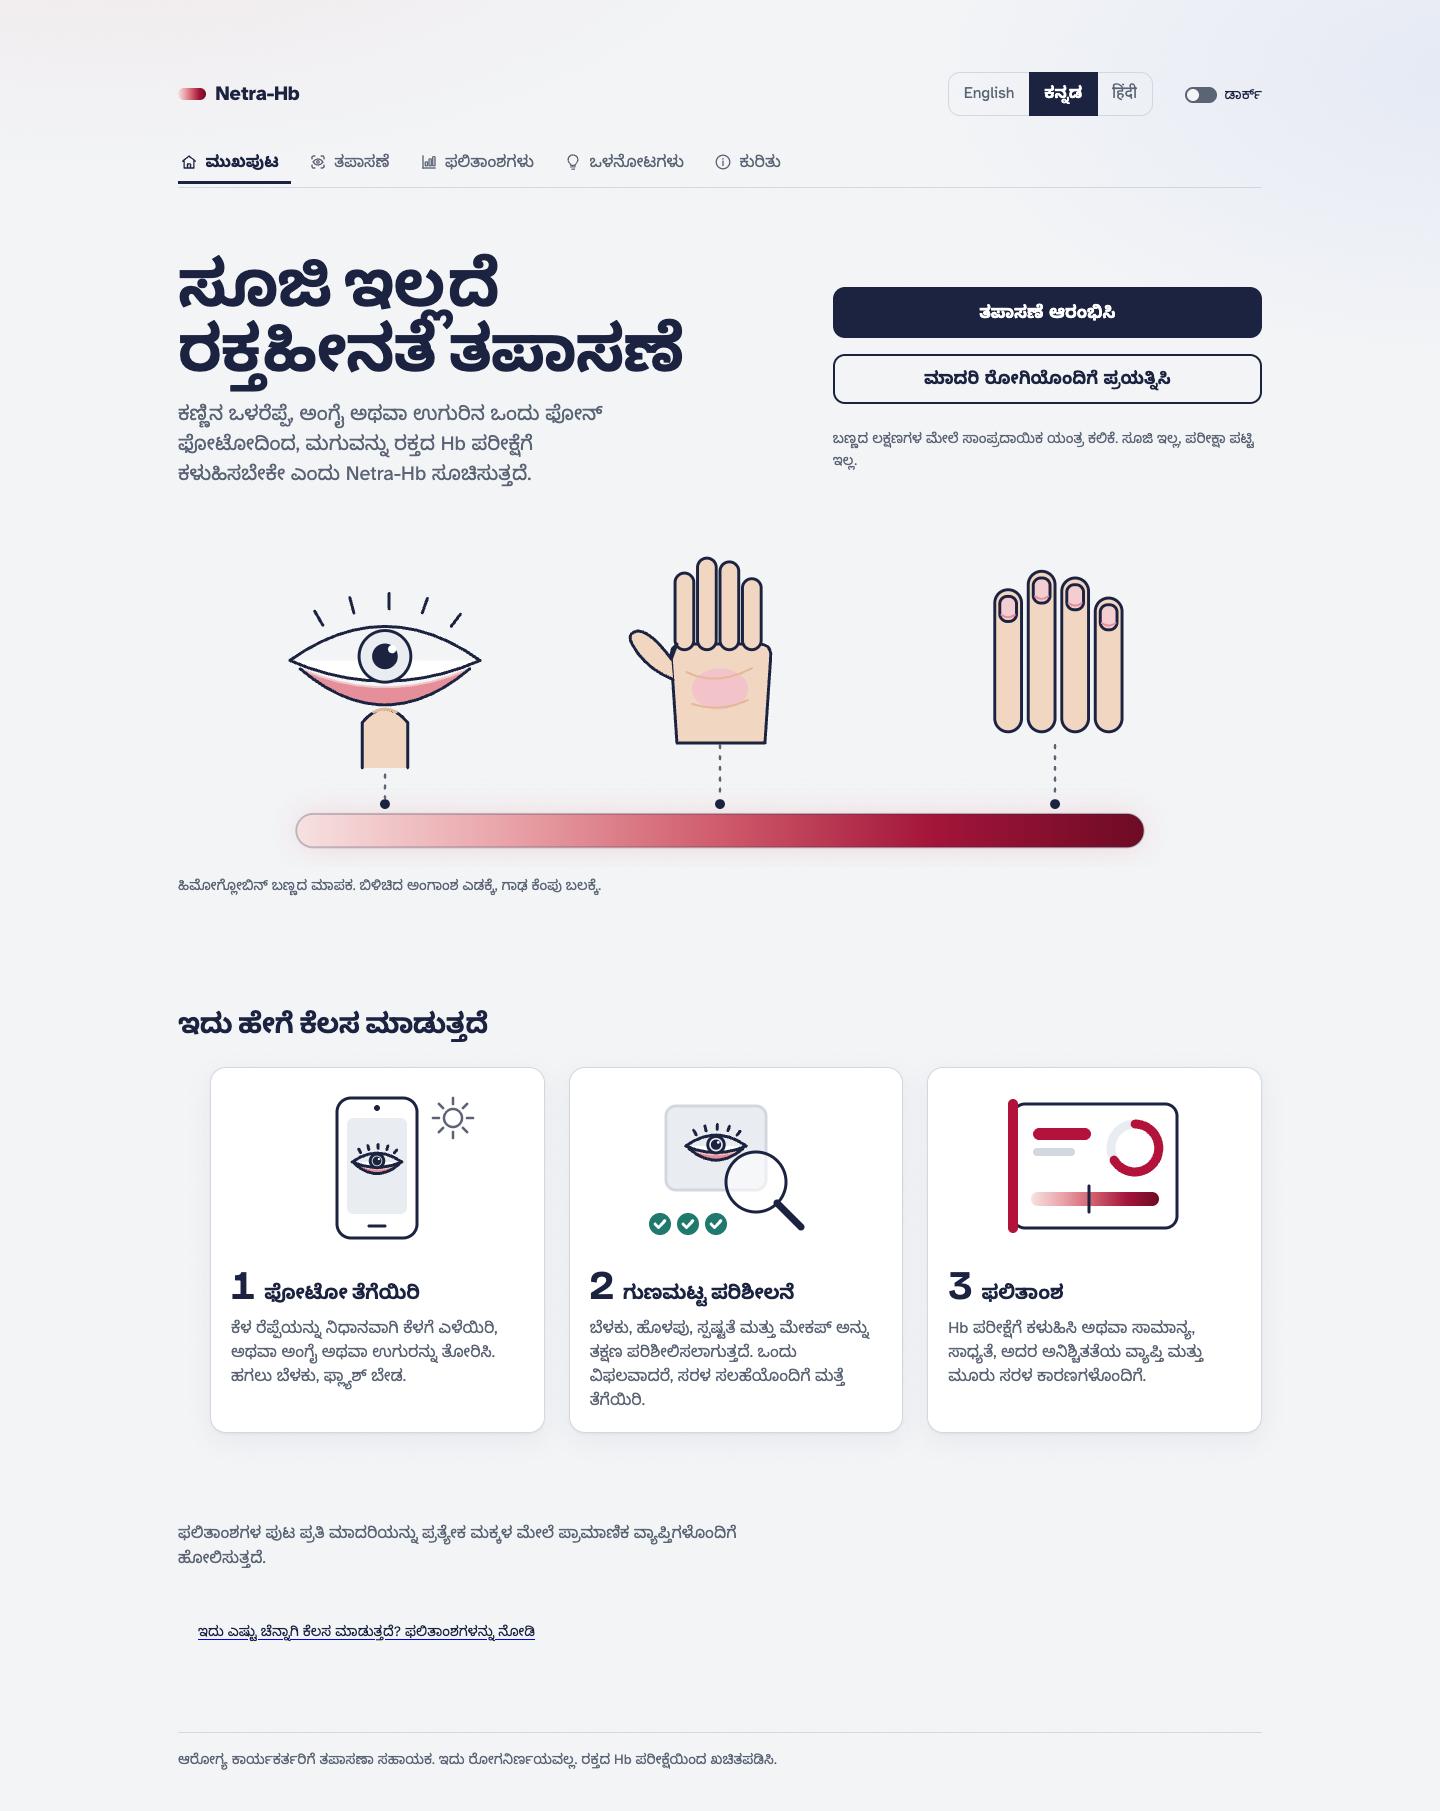 Netra-Hb
English
ಕನ್ನಡ
हिंदी
ಡಾರ್ಕ್
ಮುಖಪುಟ
ತಪಾಸಣೆ
ಫಲಿತಾಂಶಗಳು
ಒಳನೋಟಗಳು
ಕುರಿತು
ಸೂಜಿ ಇಲ್ಲದೆ
ರಕ್ತಹೀನತೆ ತಪಾಸಣೆ
ಕಣ್ಣಿನ ಒಳರೆಪ್ಪೆ, ಅಂಗೈ ಅಥವಾ ಉಗುರಿನ ಒಂದು ಫೋನ್
ಫೋಟೋದಿಂದ, ಮಗುವನ್ನು ರಕ್ತದ Hb ಪರೀಕ್ಷೆಗೆ
ಕಳುಹಿಸಬೇಕೇ ಎಂದು Netra-Hb ಸೂಚಿಸುತ್ತದೆ.
ತಪಾಸಣೆ ಆರಂಭಿಸಿ
ಮಾದರಿ ರೋಗಿಯೊಂದಿಗೆ ಪ್ರಯತ್ನಿಸಿ
ಬಣ್ಣದ ಲಕ್ಷಣಗಳ ಮೇಲೆ ಸಾಂಪ್ರದಾಯಿಕ ಯಂತ್ರ ಕಲಿಕೆ. ಸೂಜಿ ಇಲ್ಲ, ಪರೀಕ್ಷಾ ಪಟ್ಟಿ
ಇಲ್ಲ.
ಹಿಮೋಗ್ಲೋಬಿನ್ ಬಣ್ಣದ ಮಾಪಕ. ಬಿಳಿಚಿದ ಅಂಗಾಂಶ ಎಡಕ್ಕೆ, ಗಾಢ ಕೆಂಪು ಬಲಕ್ಕೆ.
ಇದು ಹೇಗೆ ಕೆಲಸ ಮಾಡುತ್ತದೆ
1 ಫೋಟೋ ತೆಗೆಯಿರಿ
ಕೆಳ ರೆಪ್ಪೆಯನ್ನು ನಿಧಾನವಾಗಿ ಕೆಳಗೆ ಎಳೆಯಿರಿ,
ಅಥವಾ ಅಂಗೈ ಅಥವಾ ಉಗುರನ್ನು ತೋರಿಸಿ.
ಹಗಲು ಬೆಳಕು, ಫ್ಲ್ಯಾಶ್ ಬೇಡ.
2 ಗುಣಮಟ್ಟ ಪರಿಶೀಲನೆ
ಬೆಳಕು, ಹೊಳಪು, ಸ್ಪಷ್ಟತೆ ಮತ್ತು ಮೇಕಪ್ ಅನ್ನು
ತಕ್ಷಣ ಪರಿಶೀಲಿಸಲಾಗುತ್ತದೆ. ಒಂದು
ವಿಫಲವಾದರೆ, ಸರಳ ಸಲಹೆಯೊಂದಿಗೆ ಮತ್ತೆ
ತೆಗೆಯಿರಿ.
3 ಫಲಿತಾಂಶ
Hb ಪರೀಕ್ಷೆಗೆ ಕಳುಹಿಸಿ ಅಥವಾ ಸಾಮಾನ್ಯ,
ಸಾಧ್ಯತೆ, ಅದರ ಅನಿಶ್ಚಿತತೆಯ ವ್ಯಾಪ್ತಿ ಮತ್ತು
ಮೂರು ಸರಳ ಕಾರಣಗಳೊಂದಿಗೆ.
ಫಲಿತಾಂಶಗಳ ಪುಟ ಪ್ರತಿ ಮಾದರಿಯನ್ನು ಪ್ರತ್ಯೇಕ ಮಕ್ಕಳ ಮೇಲೆ ಪ್ರಾಮಾಣಿಕ ವ್ಯಾಪ್ತಿಗಳೊಂದಿಗೆ
ಹೋಲಿಸುತ್ತದೆ.
ಇದು ಎಷ್ಟು ಚೆನ್ನಾಗಿ ಕೆಲಸ ಮಾಡುತ್ತದೆ? ಫಲಿತಾಂಶಗಳನ್ನು ನೋಡಿ
ಆರೋಗ್ಯ ಕಾರ್ಯಕರ್ತರಿಗೆ ತಪಾಸಣಾ ಸಹಾಯಕ. ಇದು ರೋಗನಿರ್ಣಯವಲ್ಲ. ರಕ್ತದ Hb ಪರೀಕ್ಷೆಯಿಂದ ಖಚಿತಪಡಿಸಿ.